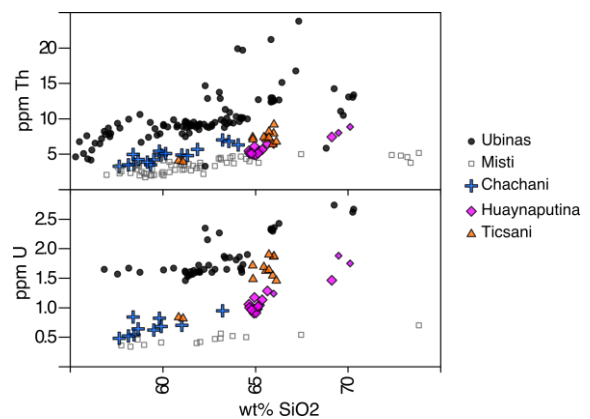 20
15
10
5
ppm Th
2.5
2.0
1.5
1.0
0.5
ppm U
60
65
70
wt% SiO2
Ubinas
Misti
Chachani
Huaynaputina
Ticsani